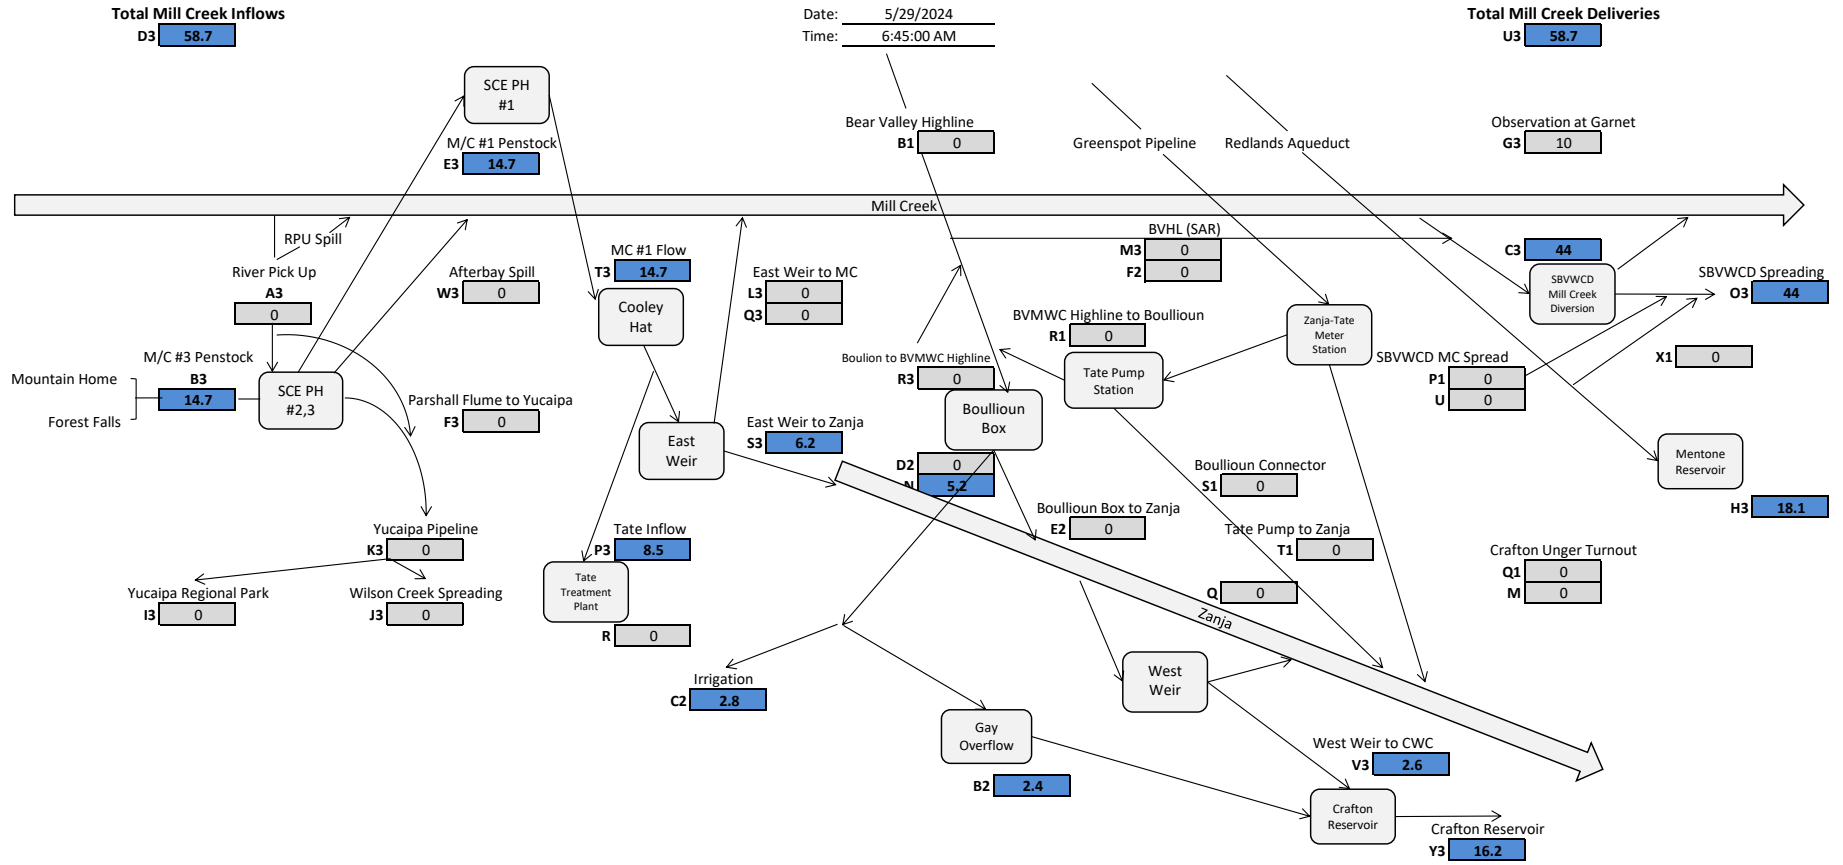 Total Mill Creek Inflows
D3 58.7
Date: 5/29/2024
Time: 6:45:00 AM
Total Mill Creek Deliveries
U3 58.7
SCE PH
#1
M/C #1 Penstock
E3 14.7
Bear Valley Highline
B1 0
Greenspot Pipeline
Redlands Aqueduct
Observation at Garnet
G3 10
Mill Creek
RPU Spill
River Pick Up
A3
0
Afterbay Spill
W3 0
MC #1 Flow
T3 14.7
Cooley
Hat
East Weir to MC
L3 0
Q3 0
BVHL (SAR)
M3 0
F2 0
C3 44
SBVWCD
Mill Creek
Diversion
SBVWCD Spreading
O3 44
BVMWC Highline to Boullioun
R1 0
Zanja-Tate
Meter
Station
M/C #3 Penstock
B3
14.7
Mountain Home
Forest Falls
SCE PH
#2,3
Parshall Flume to Yucaipa
F3 0
Boulion to BVMWC Highline
R3 0
Tate Pump
Station
SBVWCD MC Spread
P1 0
U 0
X1 0
Boullioun
Box
East
Weir
East Weir to Zanja
S3 6.2
D2 0
N 5.2
Boullioun Connector
S1 0
Mentone
Reservoir
H3 18.1
Yucaipa Pipeline
K3 0
Tate Inflow
P3 8.5
Boullioun Box to Zanja
E2 0
Tate Pump to Zanja
T1 0
Crafton Unger Turnout
Q1 0
M 0
Yucaipa Regional Park
I3 0
Wilson Creek Spreading
J3 0
Tate
Treatment
Plant
R 0
Q 0
Zanja
Irrigation
C2 2.8
West
Weir
Gay
Overflow
B2 2.4
West Weir to CWC
V3 2.6
Crafton
Reservoir
Crafton Reservoir
Y3 16.2